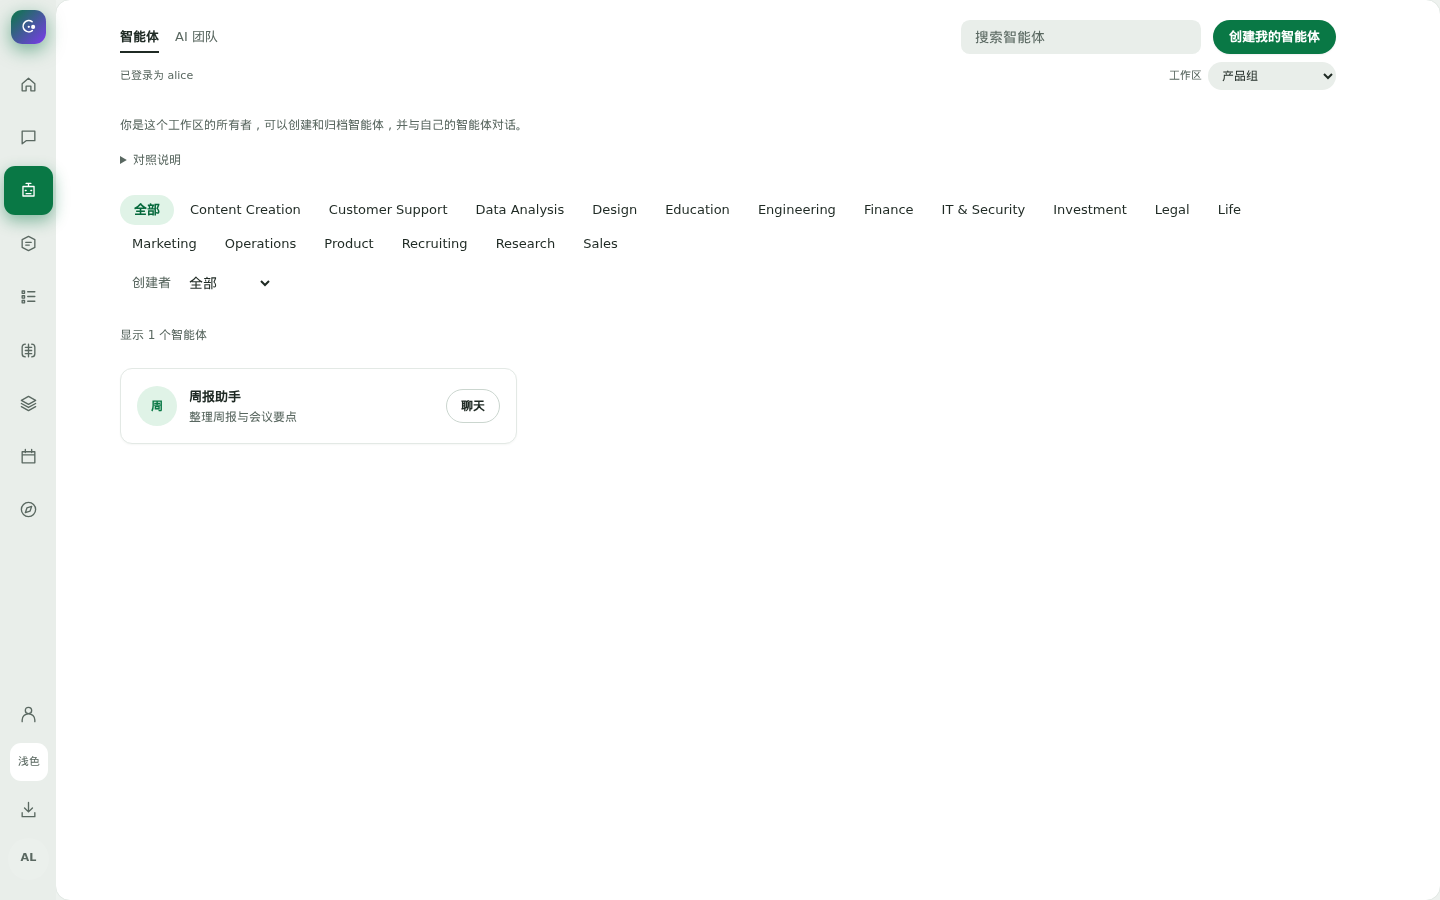 智能体 AI 团队
搜索智能体
创建我的智能体
已登录为 alice
工作区 产品组
你是这个工作区的所有者，可以创建和归档智能体，并与自己的智能体对话。
对照说明
全部 Content Creation Customer Support Data Analysis Design Education Engineering Finance IT & Security Investment Legal Life
Marketing Operations Product Recruiting Research Sales
创建者 全部
显示 1 个智能体
周
周报助手
整理周报与会议要点
聊天
浅色
AL